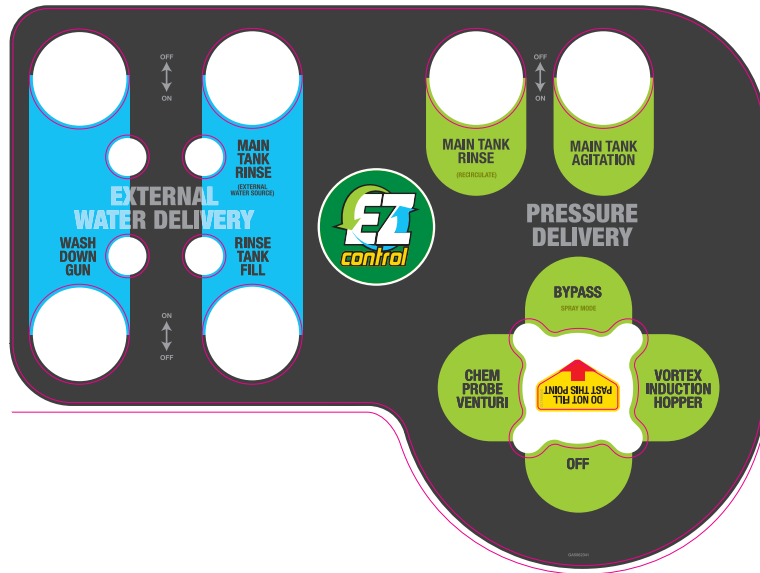 OFF
ON
MAIN
TANK
RINSE
(EXTERNAL
WATER SOURCE)
EXTERNAL
WATER DELIVERY
WASH
DOWN
GUN
RINSE
TANK
FILL
ON
OFF
EZ
control
OFF
ON
MAIN TANK
RINSE
(RECIRCULATE)
MAIN TANK
AGITATION
PRESSURE
DELIVERY
BYPASS
SPRAY MODE
CHEM
PROBE
VENTURI
DO NOT FILL
PAST THIS POINT
VORTEX
INDUCTION
HOPPER
OFF